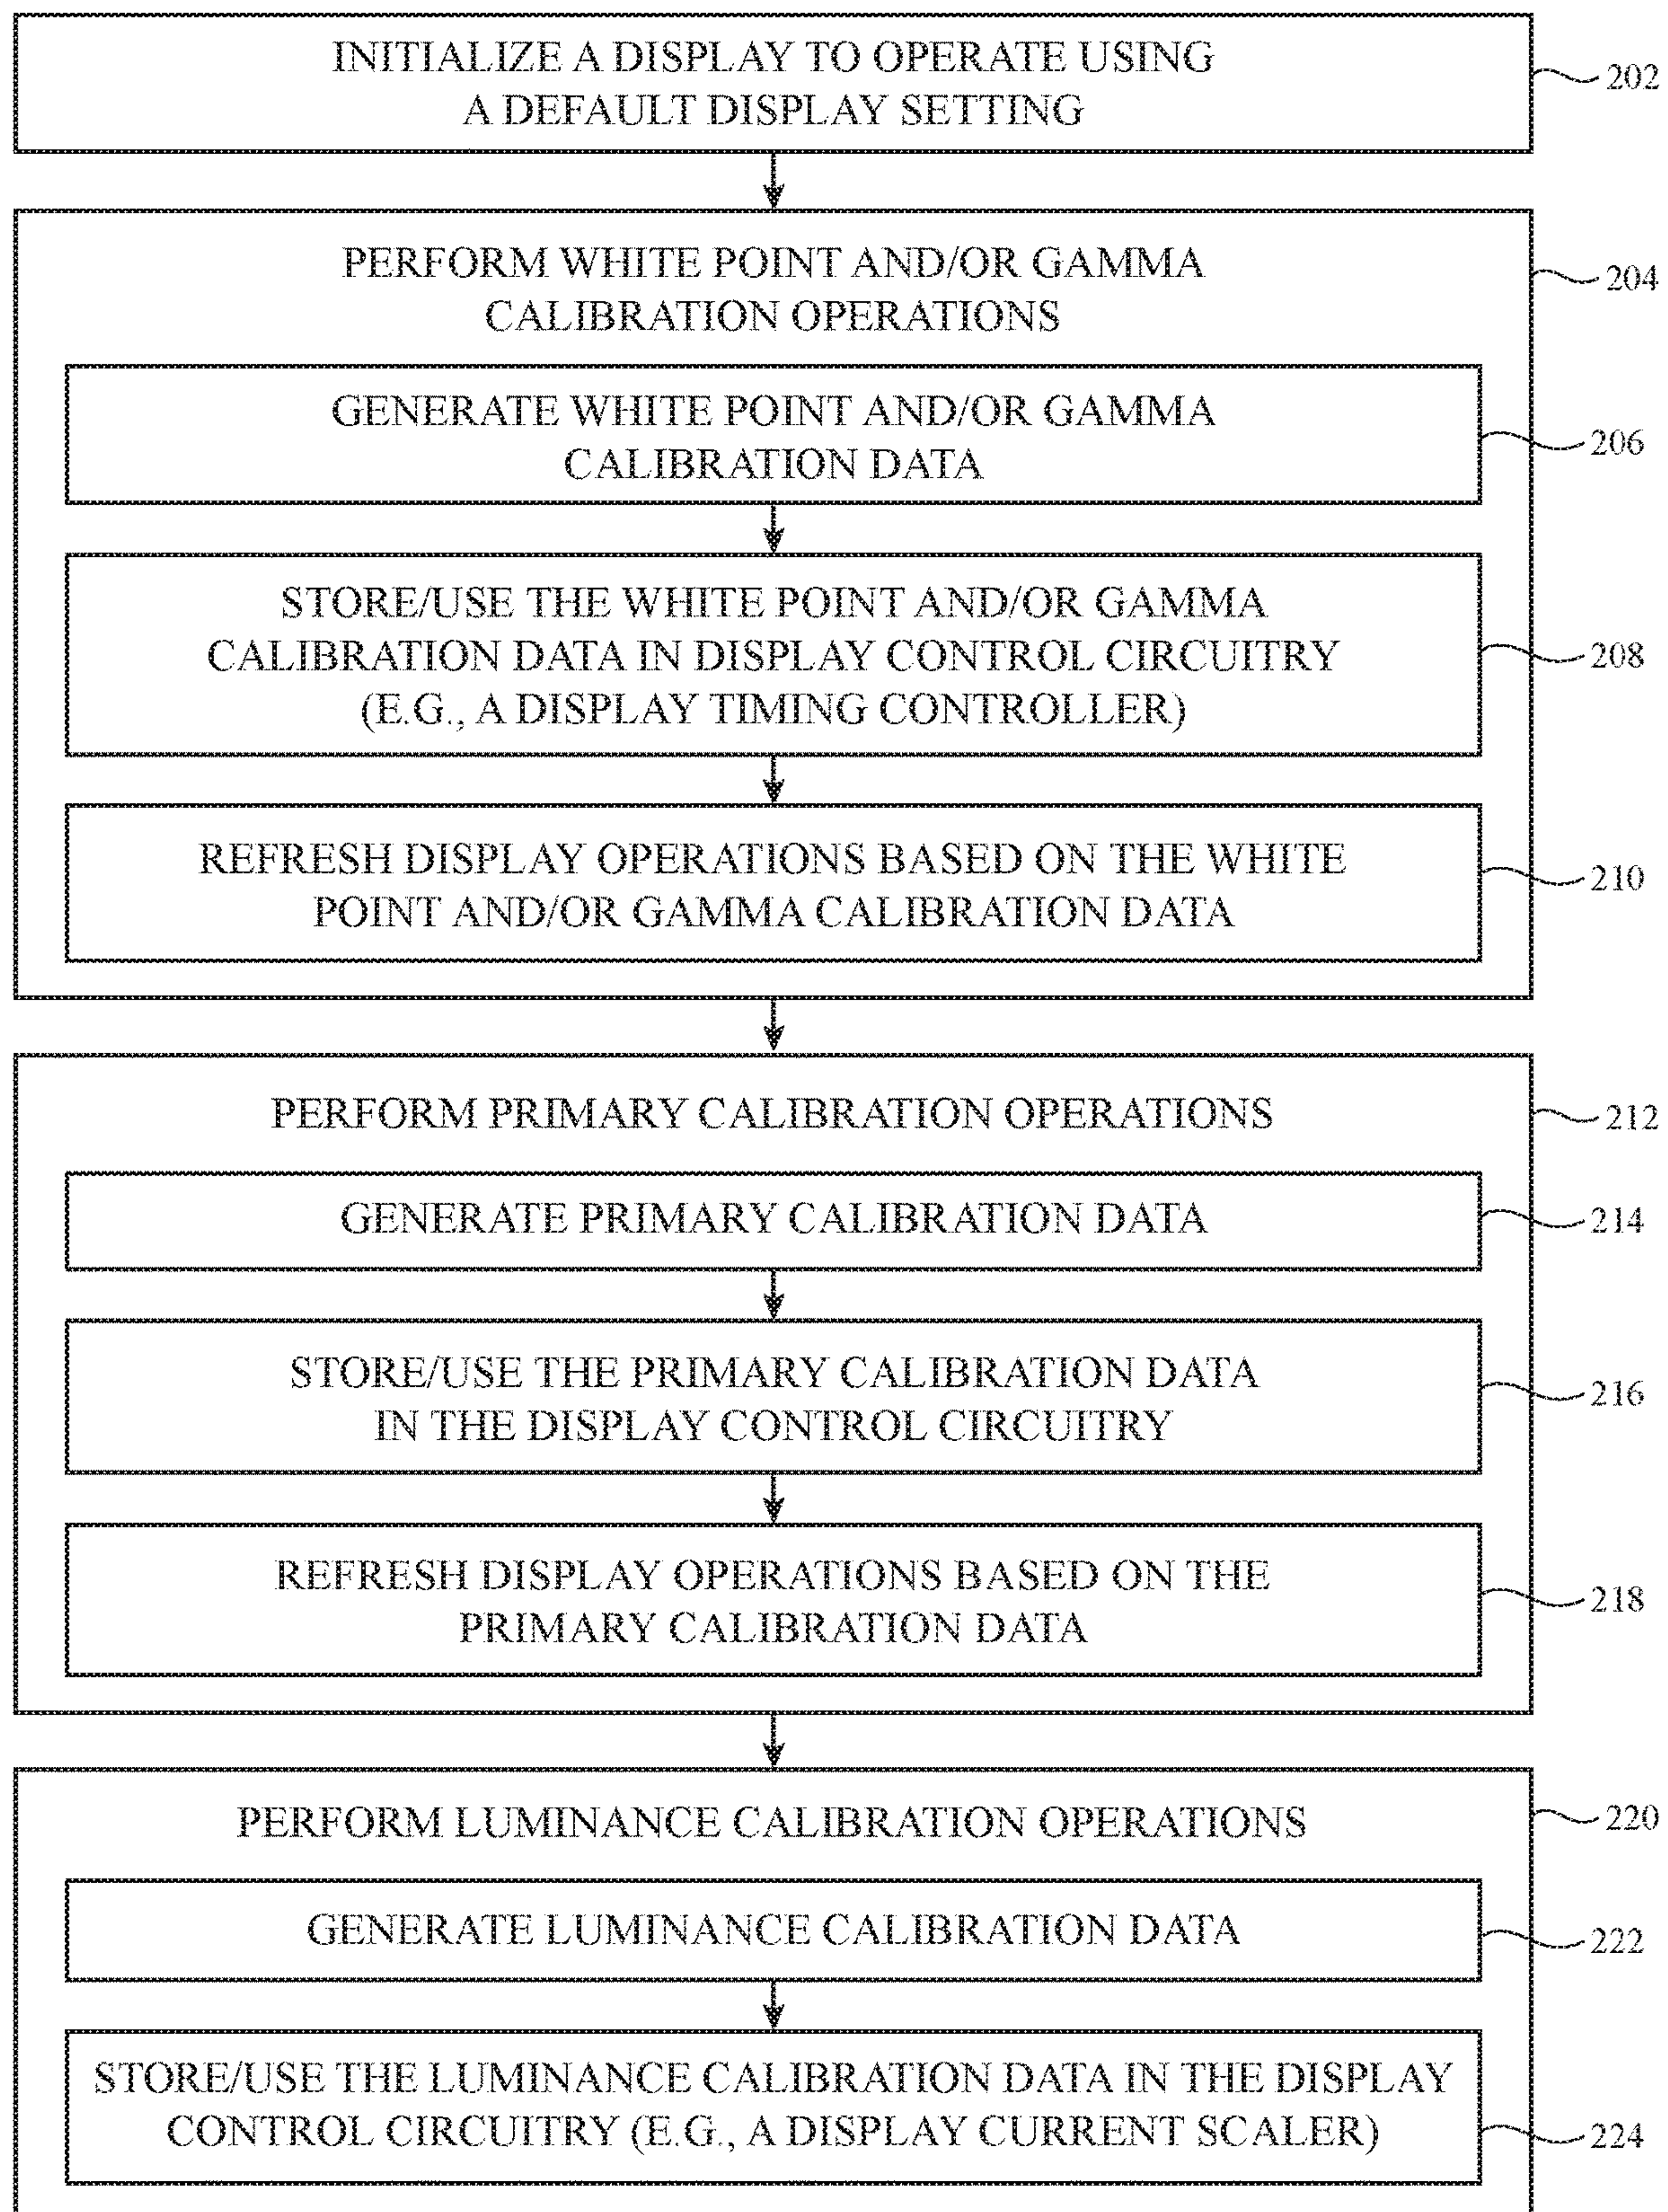 INITIALIZE A DISPLAY TO OPERATE USING
A DEFAULT DISPLAY SETTING
202
PERFORM WHITE POINT AND/OR GAMMA
CALIBRATION OPERATIONS
204
GENERATE WHITE POINT AND/OR GAMMA
CALIBRATION DATA
206
STORE/USE THE WHITE POINT AND/OR GAMMA
CALIBRATION DATA IN DISPLAY CONTROL CIRCUITRY
(E.G., A DISPLAY TIMING CONTROLLER)
208
REFRESH DISPLAY OPERATIONS BASED ON THE WHITE
POINT AND/OR GAMMA CALIBRATION DATA
210
PERFORM PRIMARY CALIBRATION OPERATIONS
212
GENERATE PRIMARY CALIBRATION DATA
214
STORE/USE THE PRIMARY CALIBRATION DATA
IN THE DISPLAY CONTROL CIRCUITRY
216
REFRESH DISPLAY OPERATIONS BASED ON THE
PRIMARY CALIBRATION DATA
218
PERFORM LUMINANCE CALIBRATION OPERATIONS
220
GENERATE LUMINANCE CALIBRATION DATA
222
STORE/USE THE LUMINANCE CALIBRATION DATA IN THE DISPLAY
CONTROL CIRCUITRY (E.G., A DISPLAY CURRENT SCALER)
224